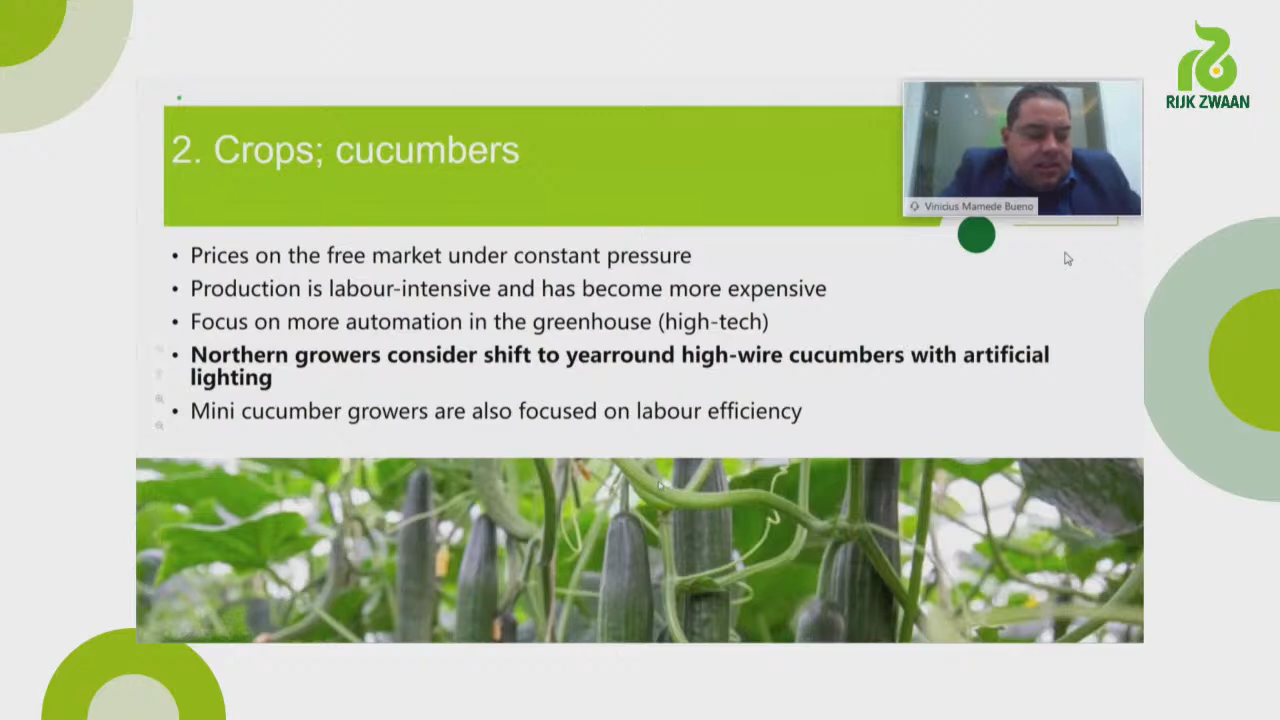 RIJK ZWAAN
2. Crops; cucumbers
Vinicius Mamede Bueno
• Prices on the free market under constant pressure
• Production is labour-intensive and has become more expensive
• Focus on more automation in the greenhouse (high-tech)
• Northern growers consider shift to yearround high-wire cucumbers with artificial
lighting
• Mini cucumber growers are also focused on labour efficiency